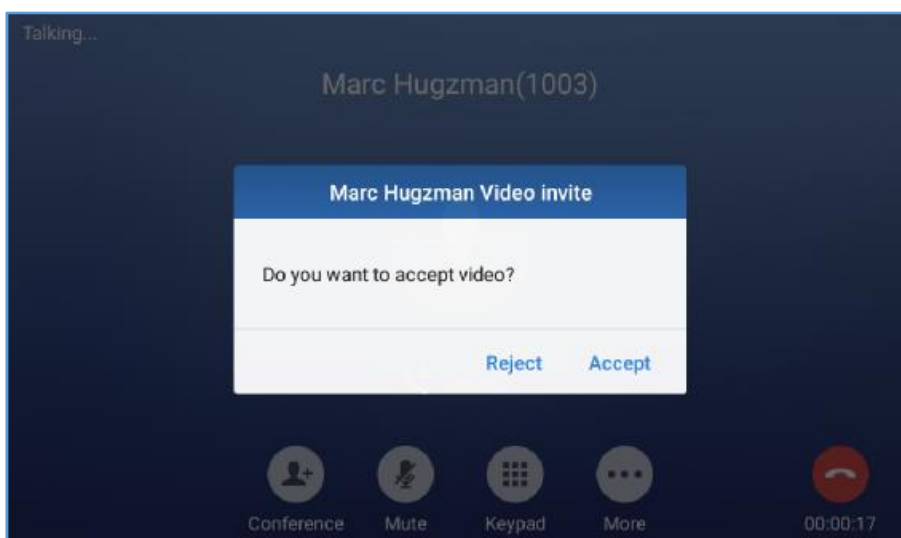 Talking...
Marc Hugzman(1003)
Marc Hugzman Video invite
Do you want to accept video?
Reject Accept
Conference Mute Keypad More 00:00:17